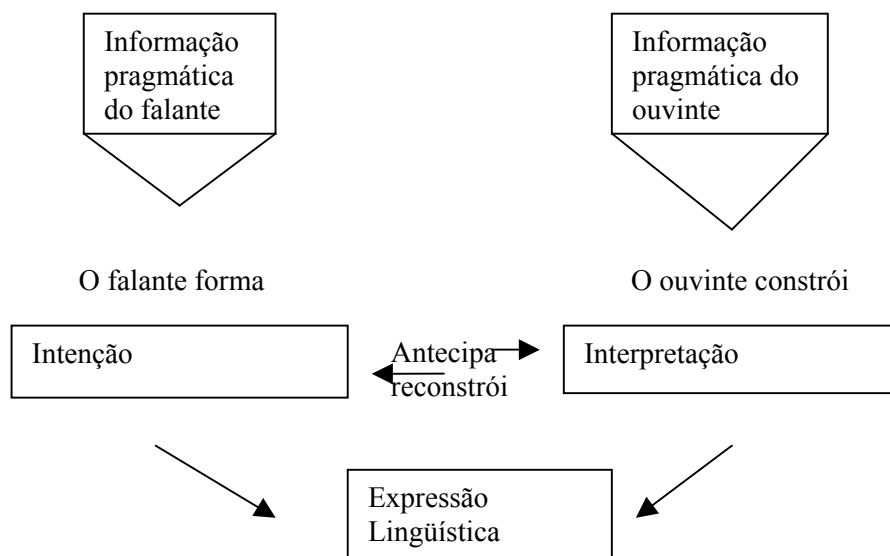 Informação
pragmática
do falante
Informação
pragmática do
ouvinte
O falante forma
O ouvinte constrói
Intenção
Antecipa
reconstrói
Interpretação
Expressão
Lingüística